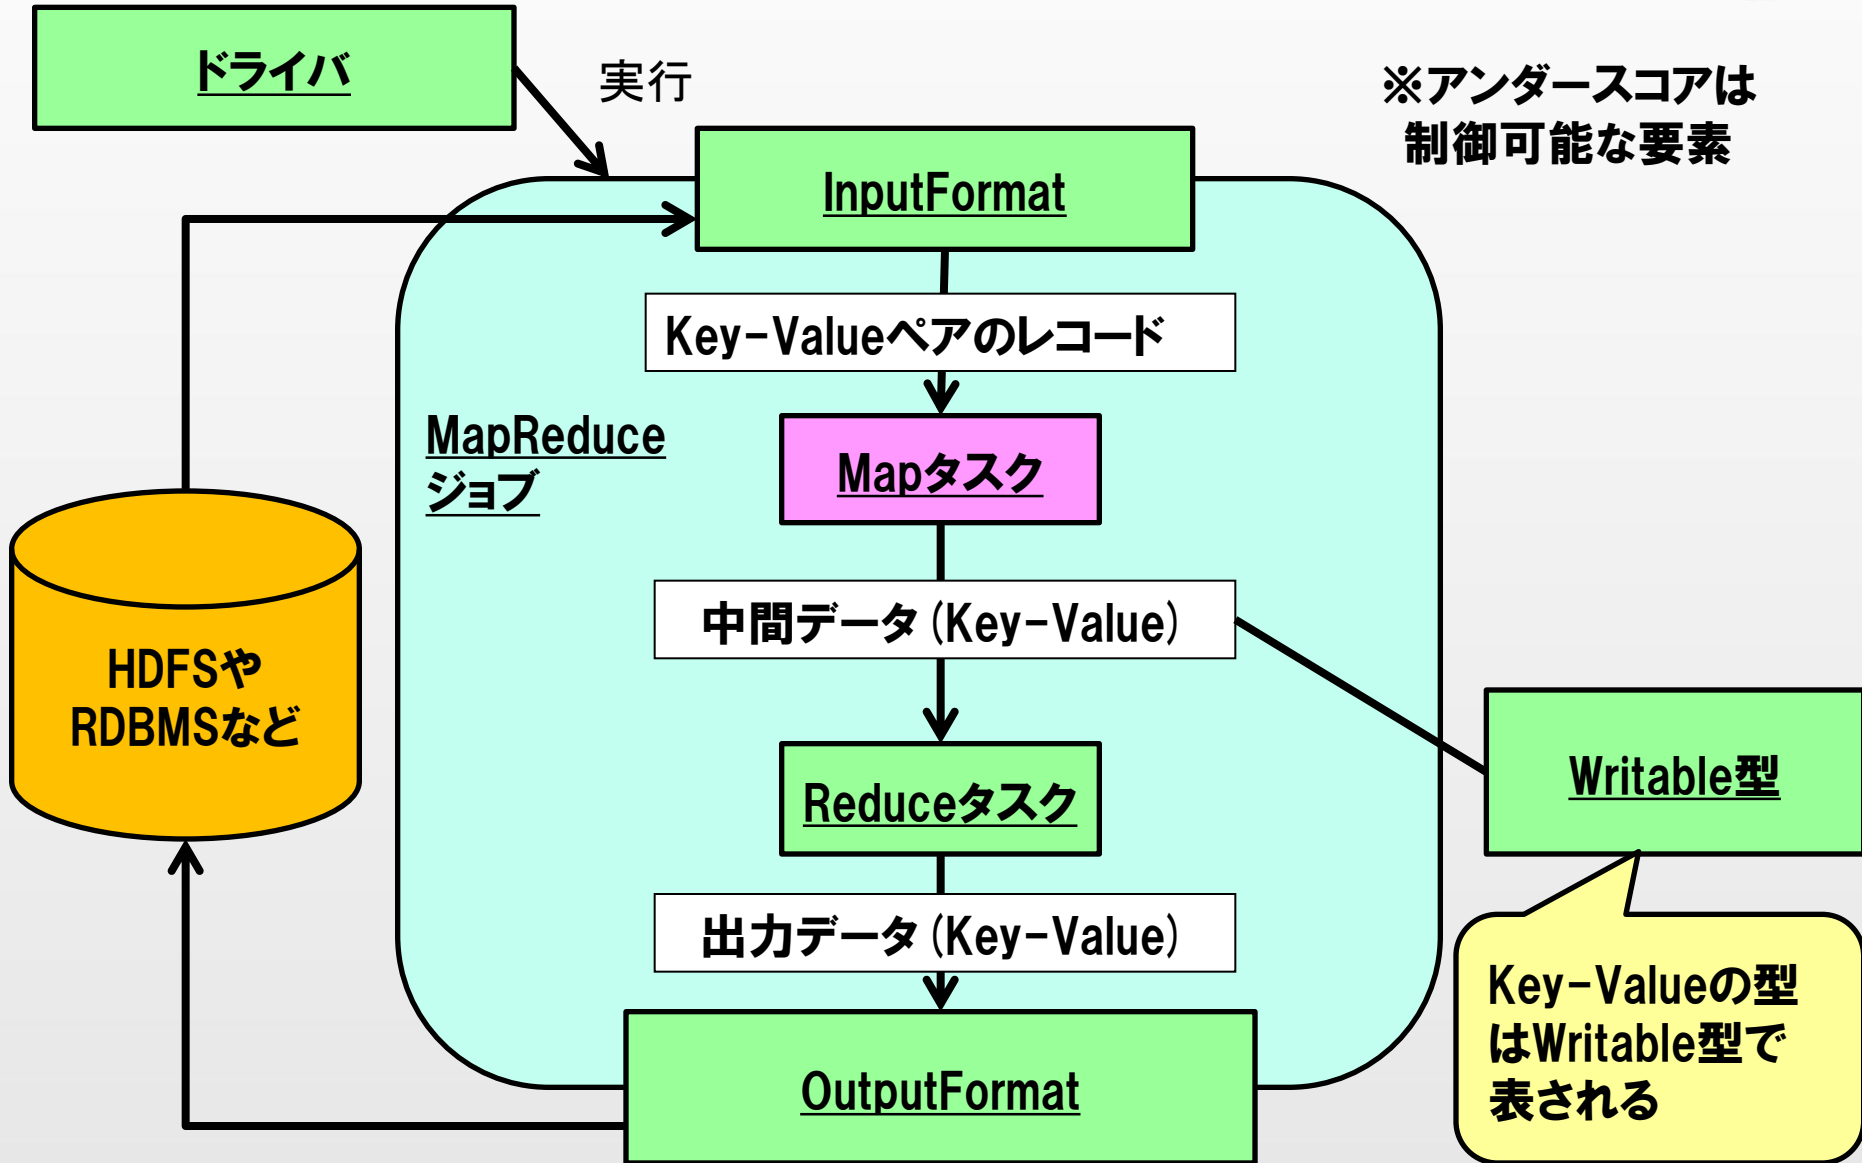 ドライバ
実行
※アンダースコアは
制御可能な要素
InputFormat
Key-Valueペアのレコード
MapReduce
ジョブ
Mapタスク
中間データ(Key-Value)
HDFSや
RDBMSなど
Writable型
Reduceタスク
出力データ(Key-Value)
Key-Valueの型
はWritable型で
表される
OutputFormat